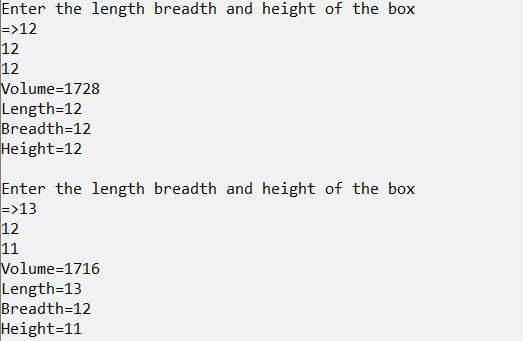 Enter the length breadth and height of the box
=>12
12
12
Volume=1728
Length=12
Breadth=12
Height=12
Enter the length breadth and height of the box
=>13
12
11
Volume=1716
Length=13
Breadth=12
Height=11